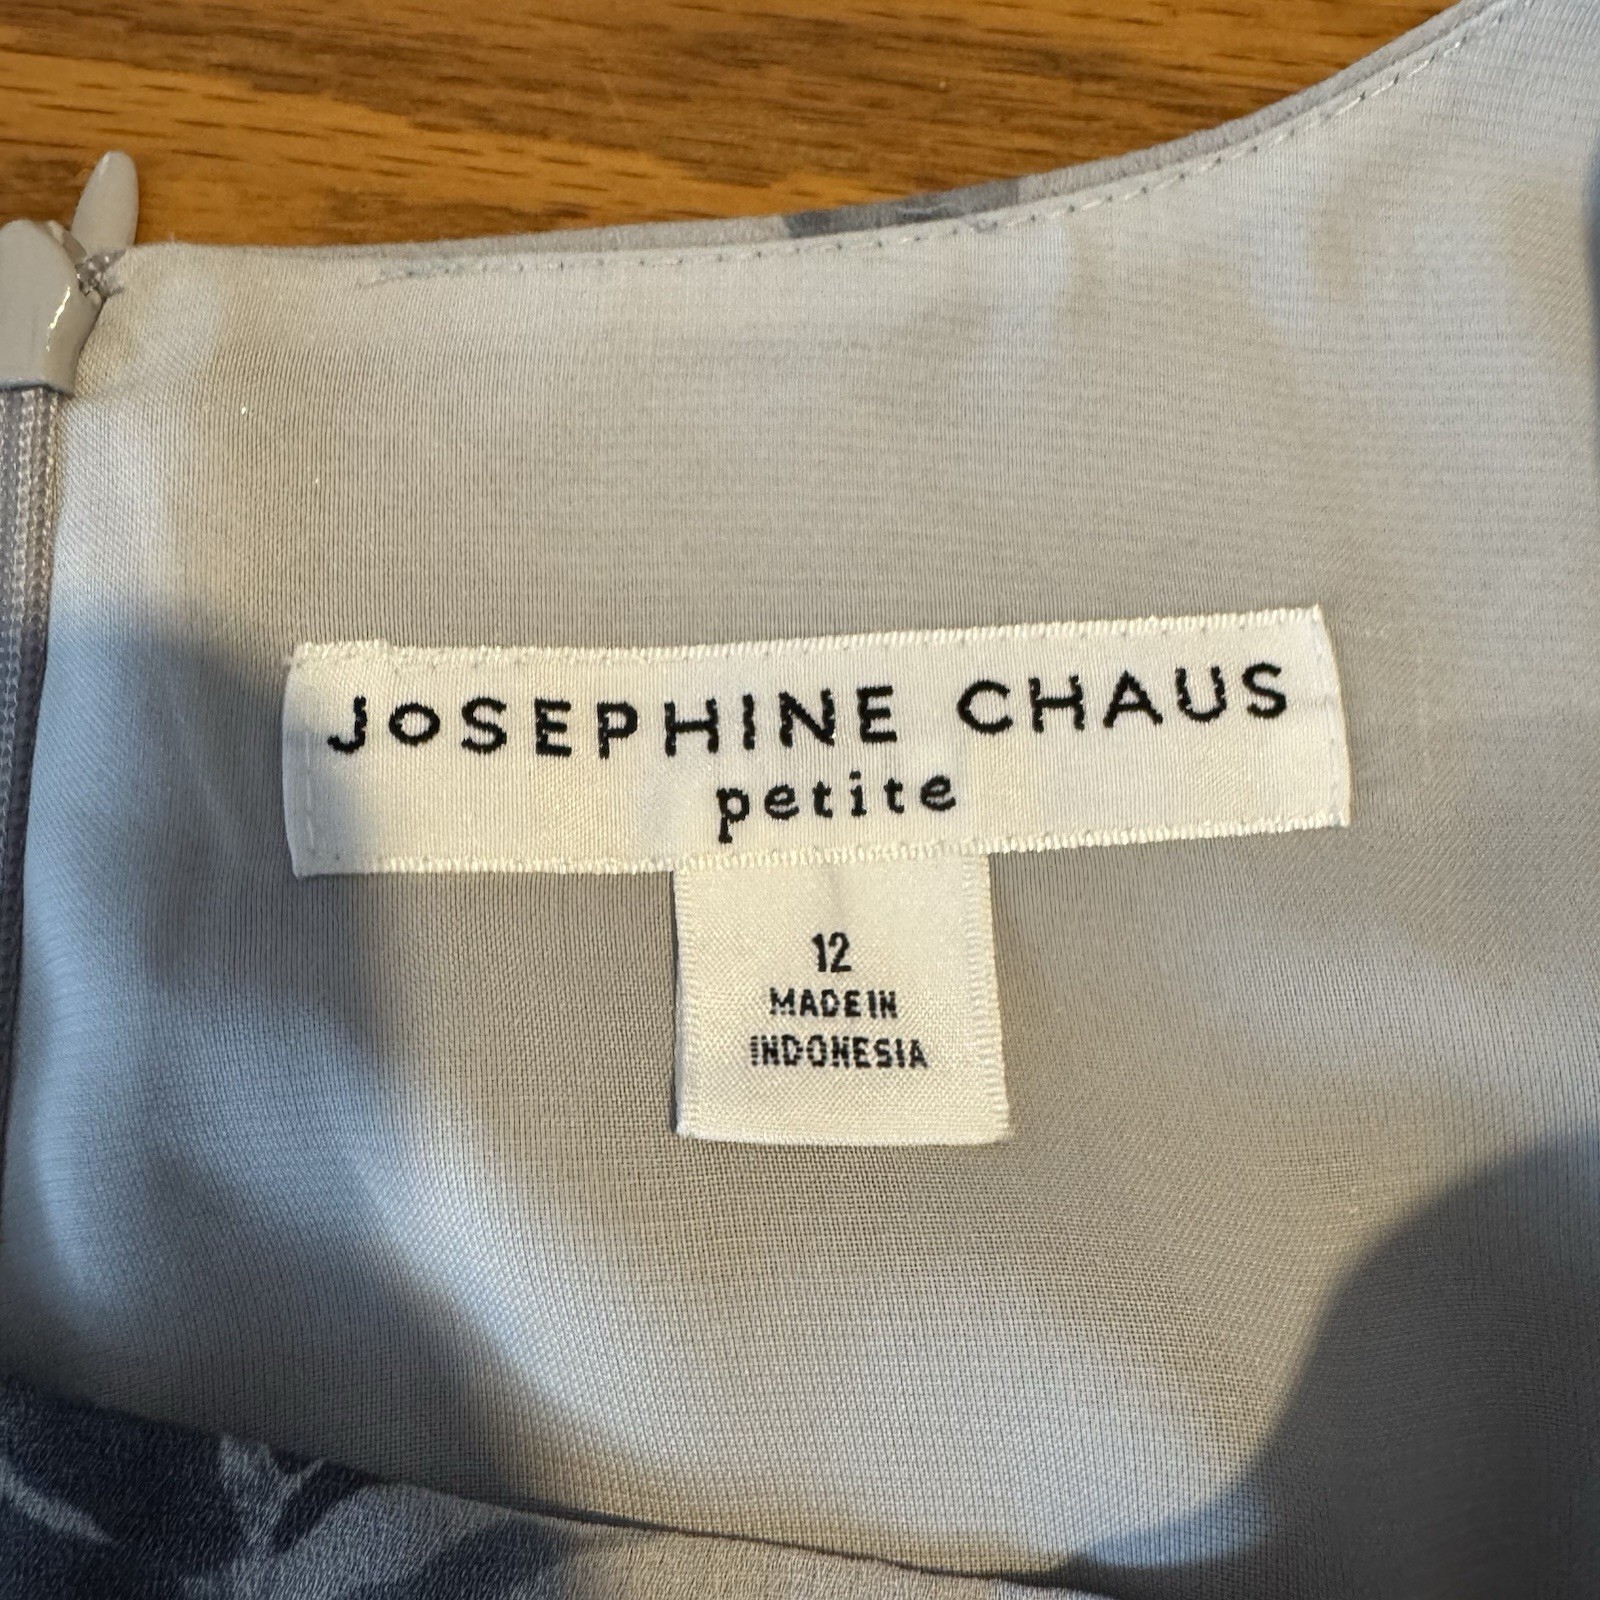 JoSEPHINE CHAUS
petite
12
MADE IN
INDONESIA